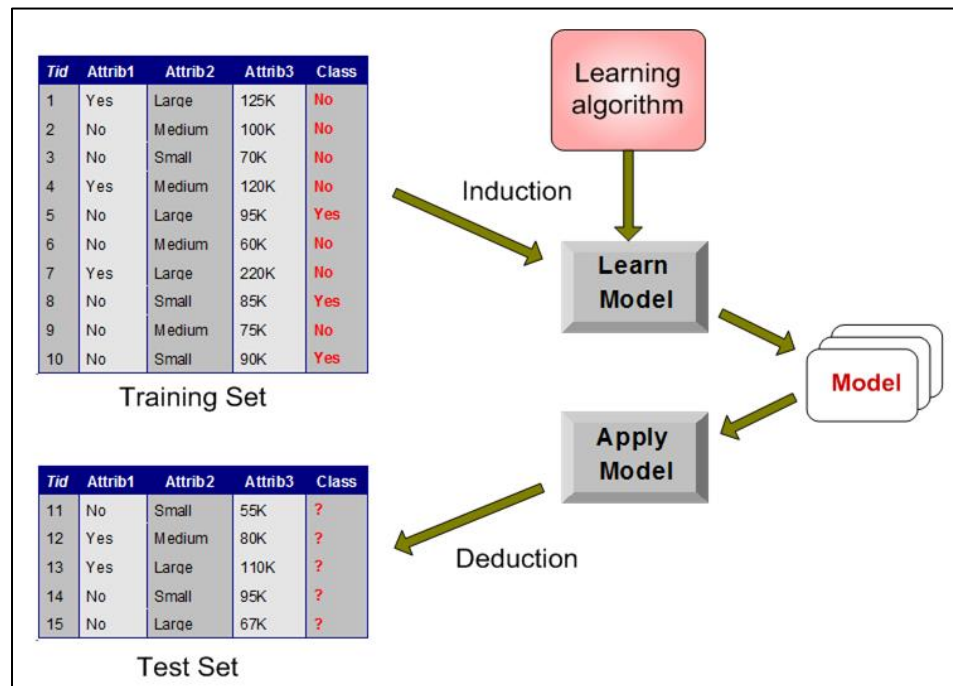 Tid Attrib1 Attrib2 Attrib3 Class
1 Yes Large 125K No
2 No Medium 100K No
3 No Small 70K No
4 Yes Medium 120K No
5 No Large 95K Yes
6 No Medium 60K No
7 Yes Large 220K No
8 No Small 85K Yes
9 No Medium 75K No
10 No Small 90K Yes
Training Set
Learning
algorithm
Induction
Learn
Model
Model
Apply
Model
Deduction
Tid Attrib1 Attrib2 Attrib3 Class
11 No Small 55K ?
12 Yes Medium 80K ?
13 Yes Large 110K ?
14 No Small 95K ?
15 No Large 67K ?
Test Set